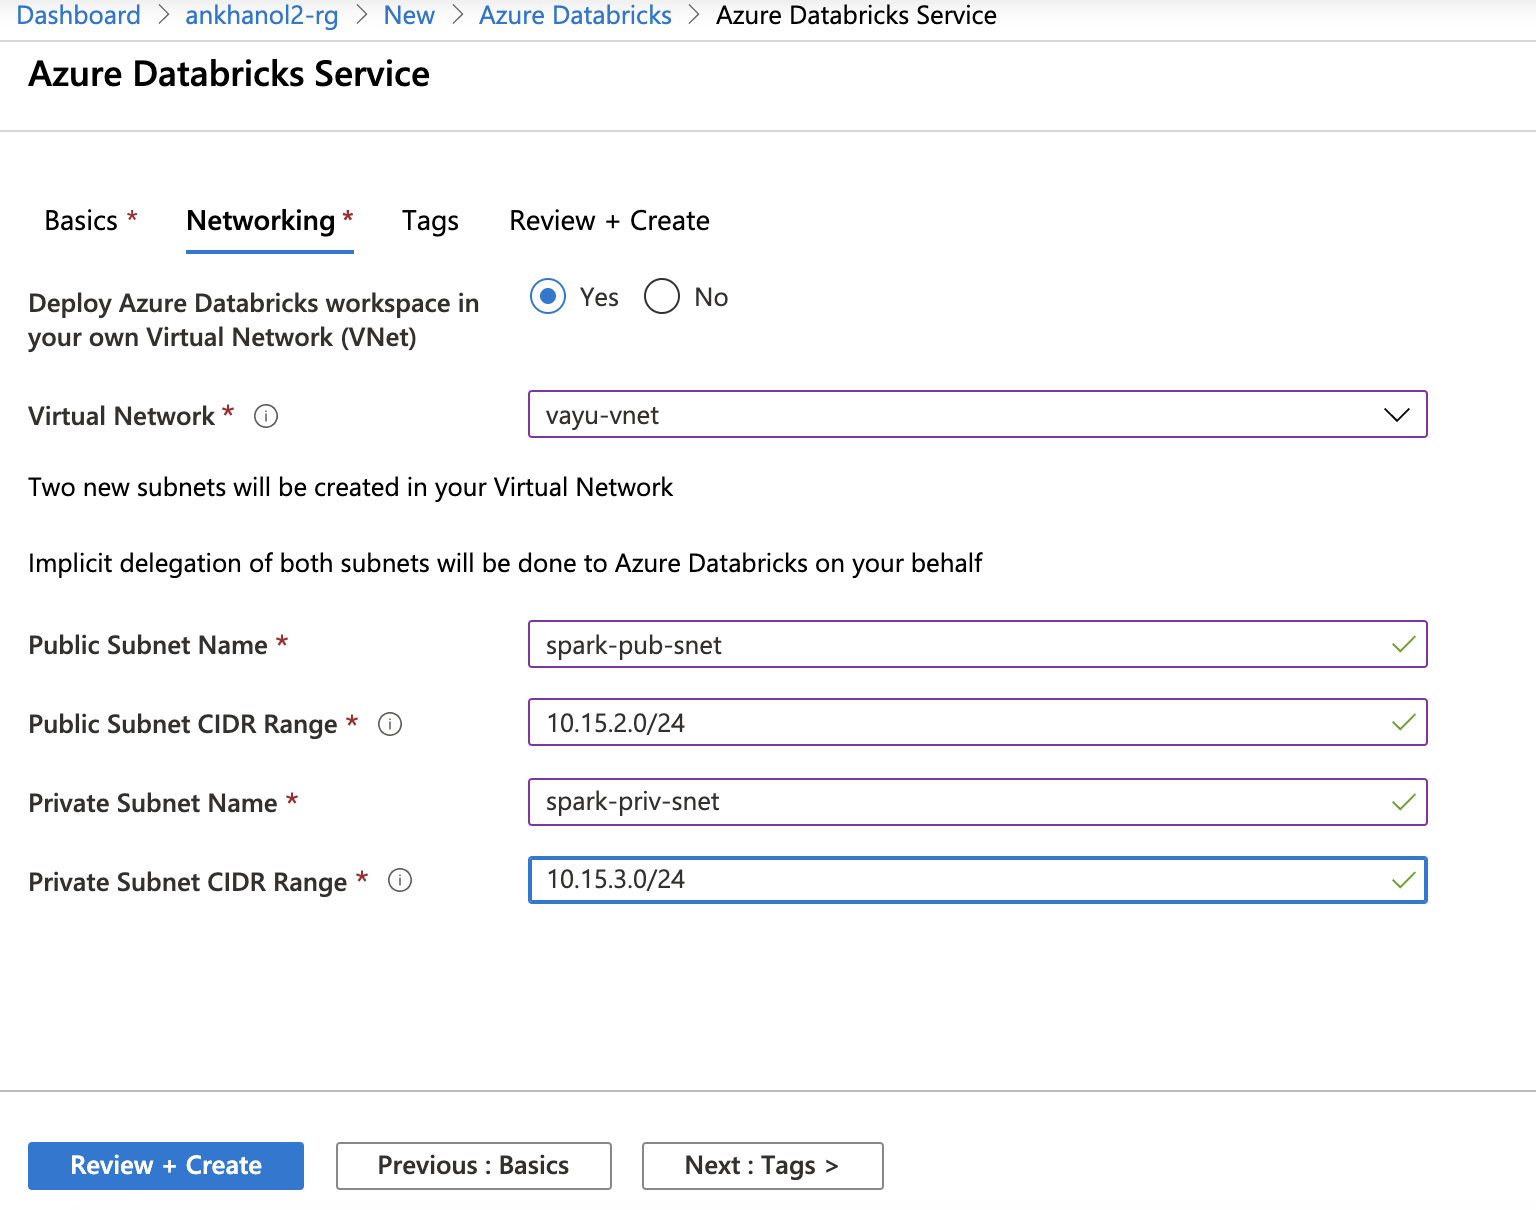 Dashboard > ankhanol2-rg > New > Azure Databricks > Azure Databricks Service
Azure Databricks Service
Basics * Networking * Tags Review + Create
Deploy Azure Databricks workspace in your own Virtual Network (VNet) Yes No
Virtual Network * vayu-vnet
Two new subnets will be created in your Virtual Network
Implicit delegation of both subnets will be done to Azure Databricks on your behalf
Public Subnet Name * spark-pub-snet
Public Subnet CIDR Range * 10.15.2.0/24
Private Subnet Name * spark-priv-snet
Private Subnet CIDR Range * 10.15.3.0/24
Review + Create Previous : Basics Next : Tags >